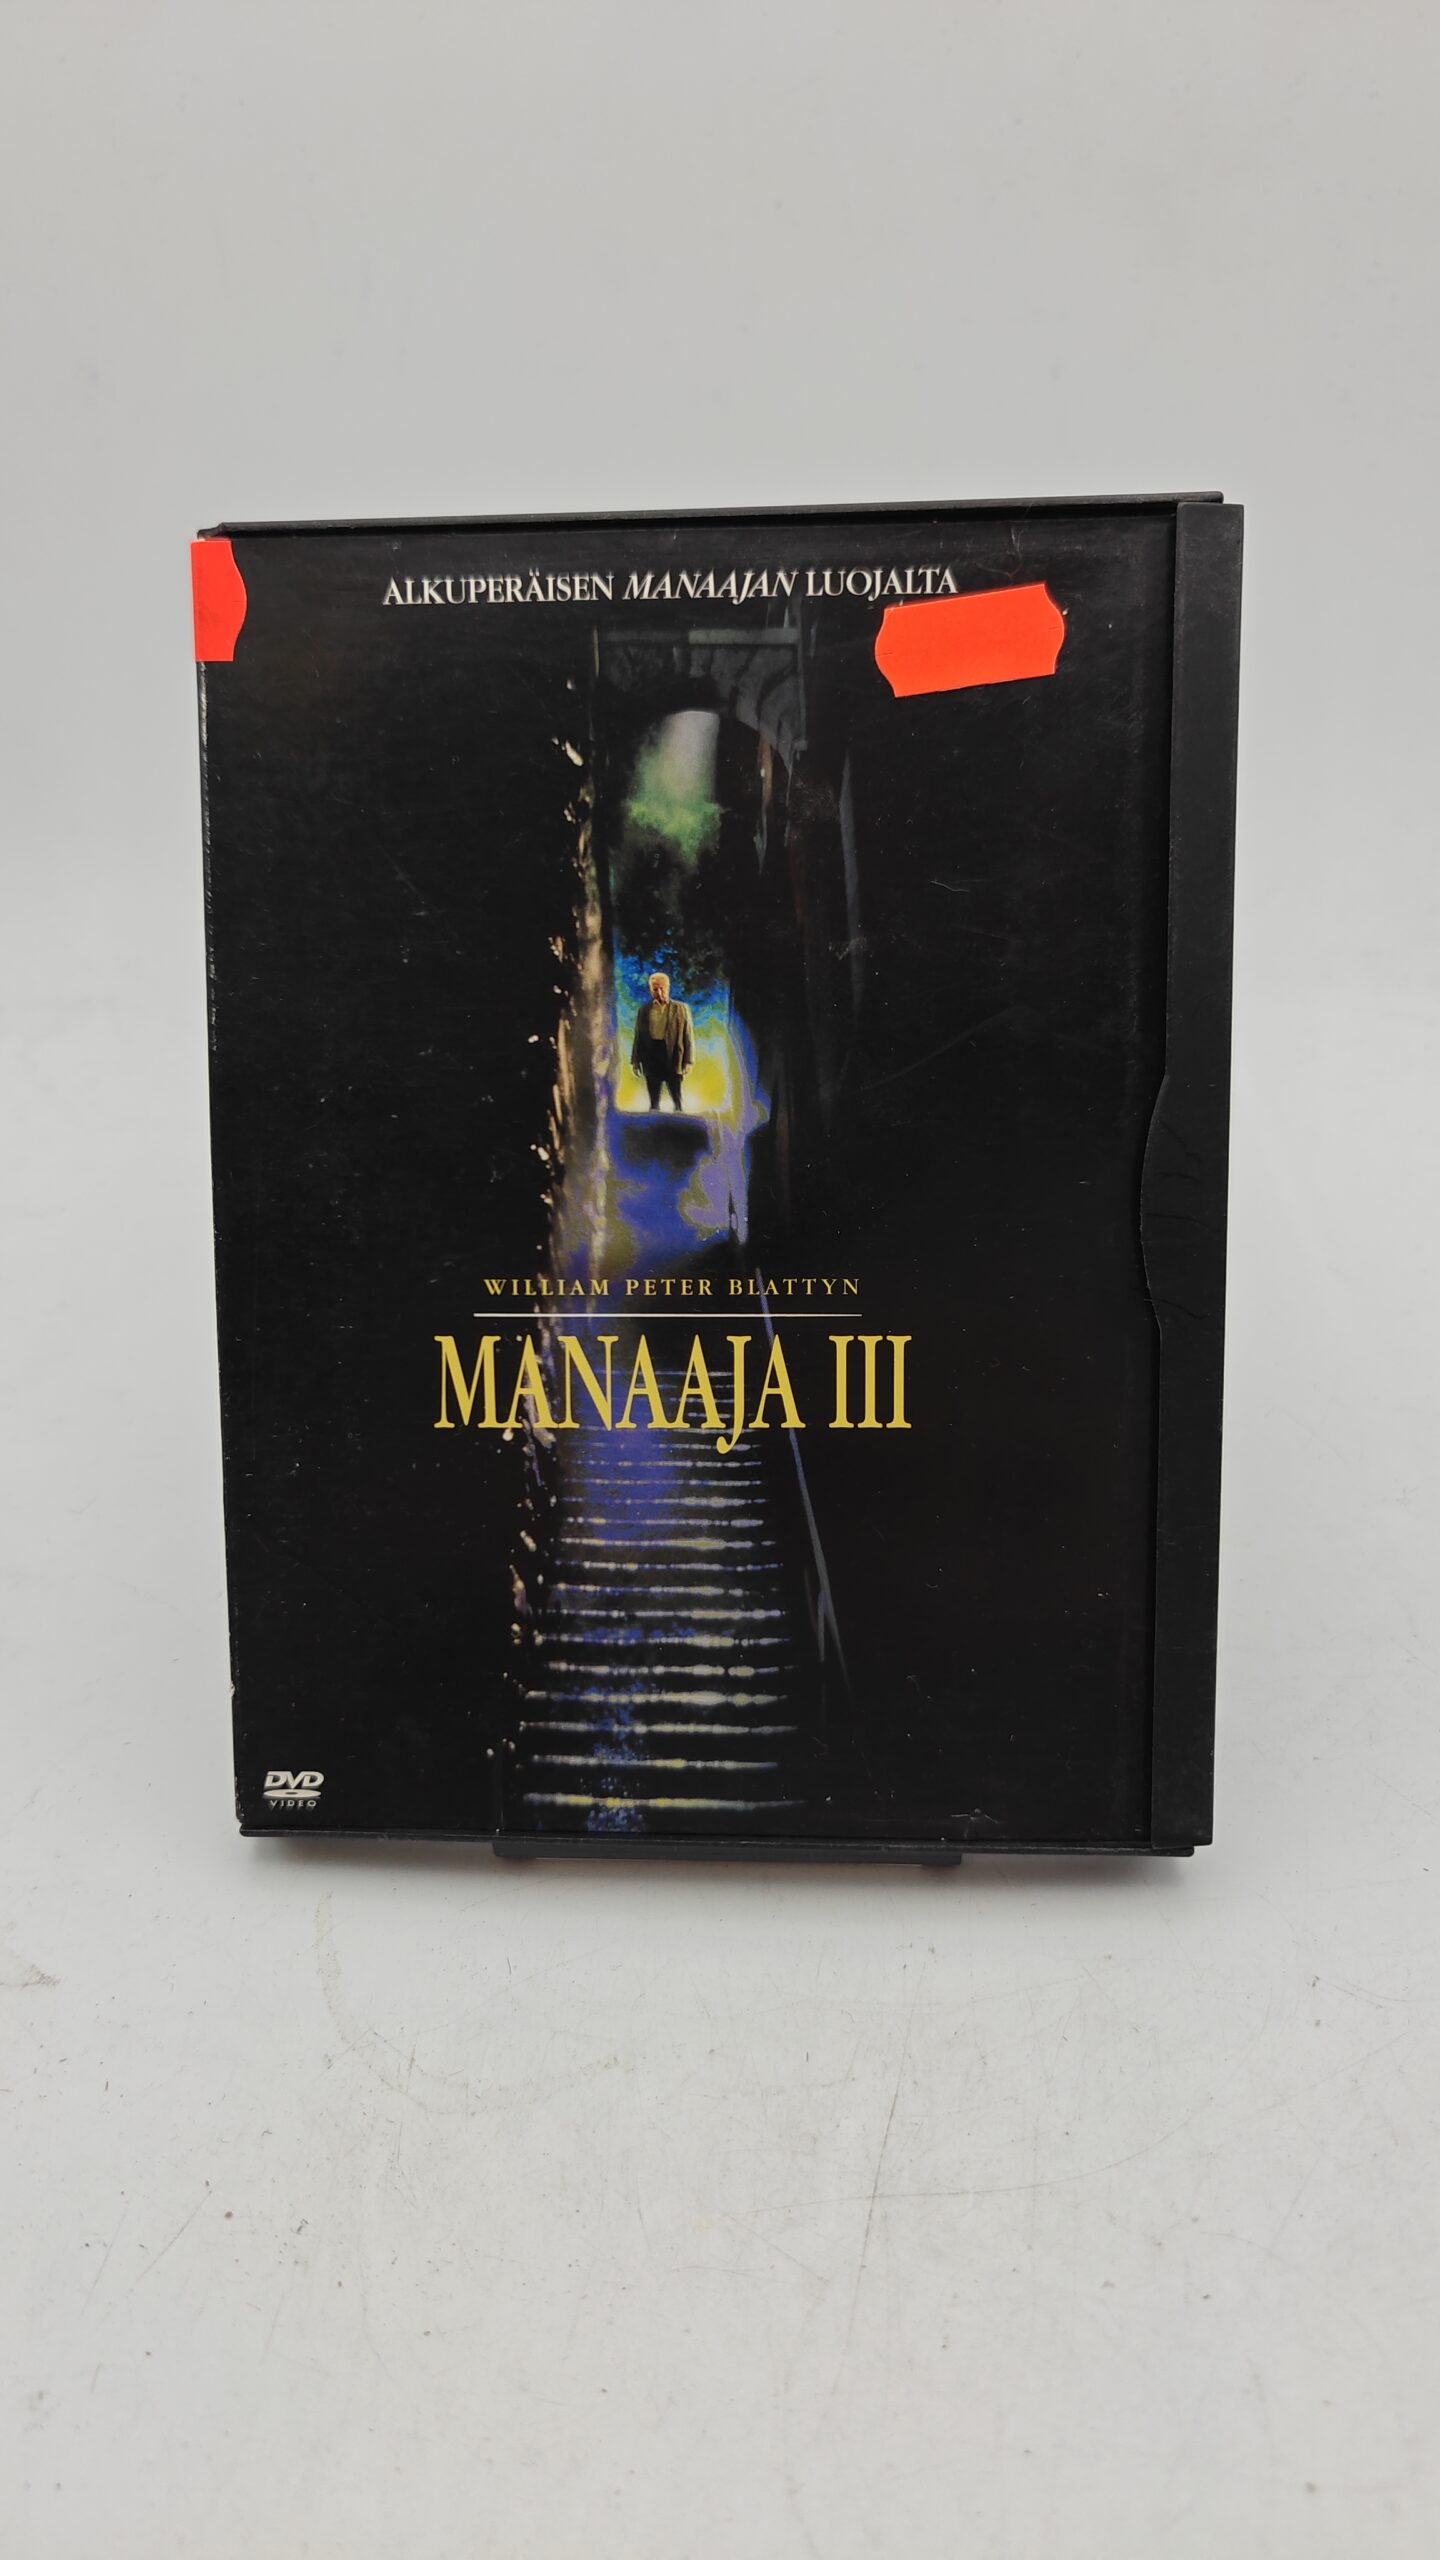 ALKUPERÄISEN MANAAJAN LUOJALTA
WILLIAM PETER BLATTYN
MANAAJA III
DVD
VIDEO